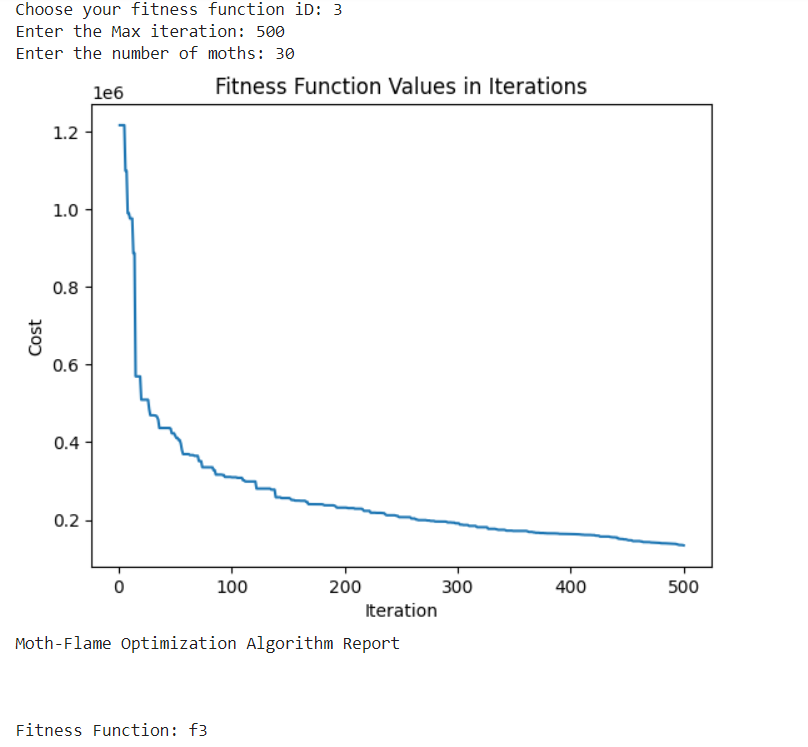 Choose your fitness function iD: 3
Enter the Max iteration: 500
Enter the number of moths: 30
Fitness Function Values in Iterations
1e6
1.2
1.0
0.8
0.6
0.4
0.2
Cost
0 100 200 300 400 500
Iteration
Moth-Flame Optimization Algorithm Report
Fitness Function: f3